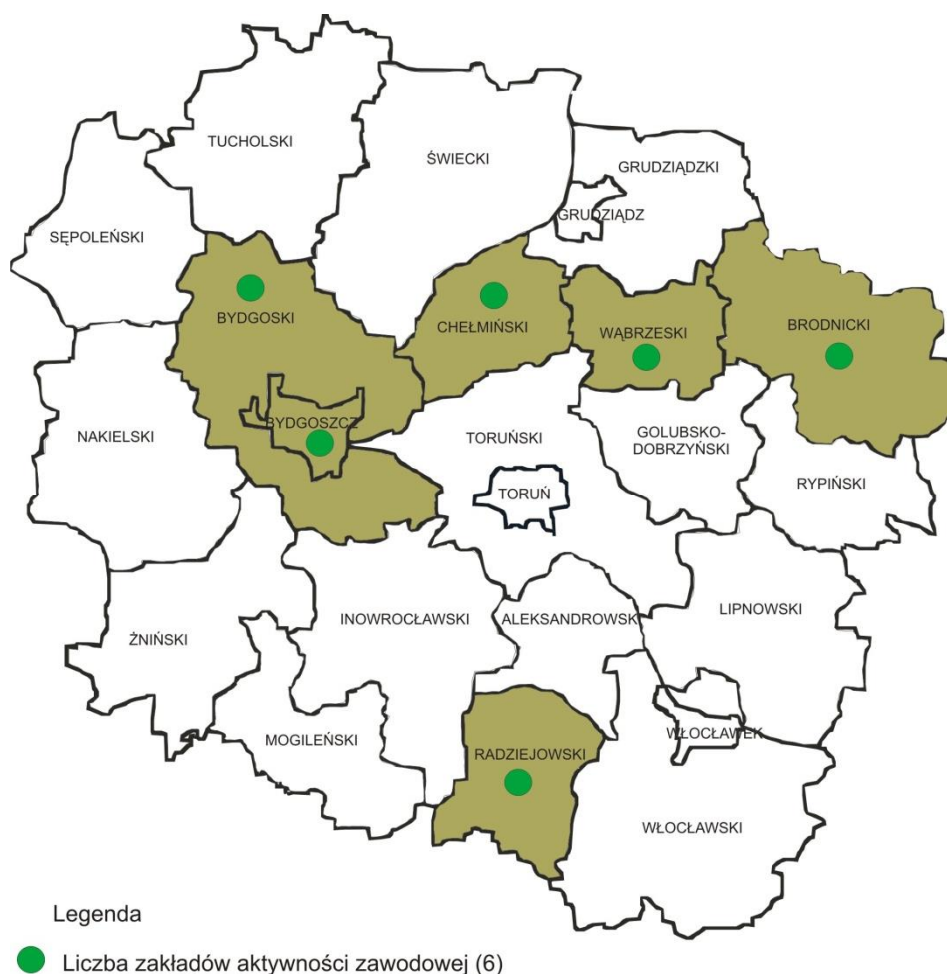 TUCHOLSKI
ŚWIECKI
GRUDZIĄDZKI
GRUDZIĄDZ
SĘPOLEŃSKI
BYDGOSKI
CHEŁMIŃSKI
WĄBRZESKI
BRODNICKI
BYDGOSZCZ
NAKIELSKI
TORUŃSKI
GOLUBSKO-
DOBRZYŃSKI
RYPIŃSKI
TORUŃ
INOWROCŁAWSKI
ALEKSANDROWSKI
LIPNOWSKI
ŻNIŃSKI
MOGILEŃSKI
RADZIEJOWSKI
WŁOCŁAWEK
WŁOCŁAWSKI
Legenda
Liczba zakładów aktywności zawodowej (6)